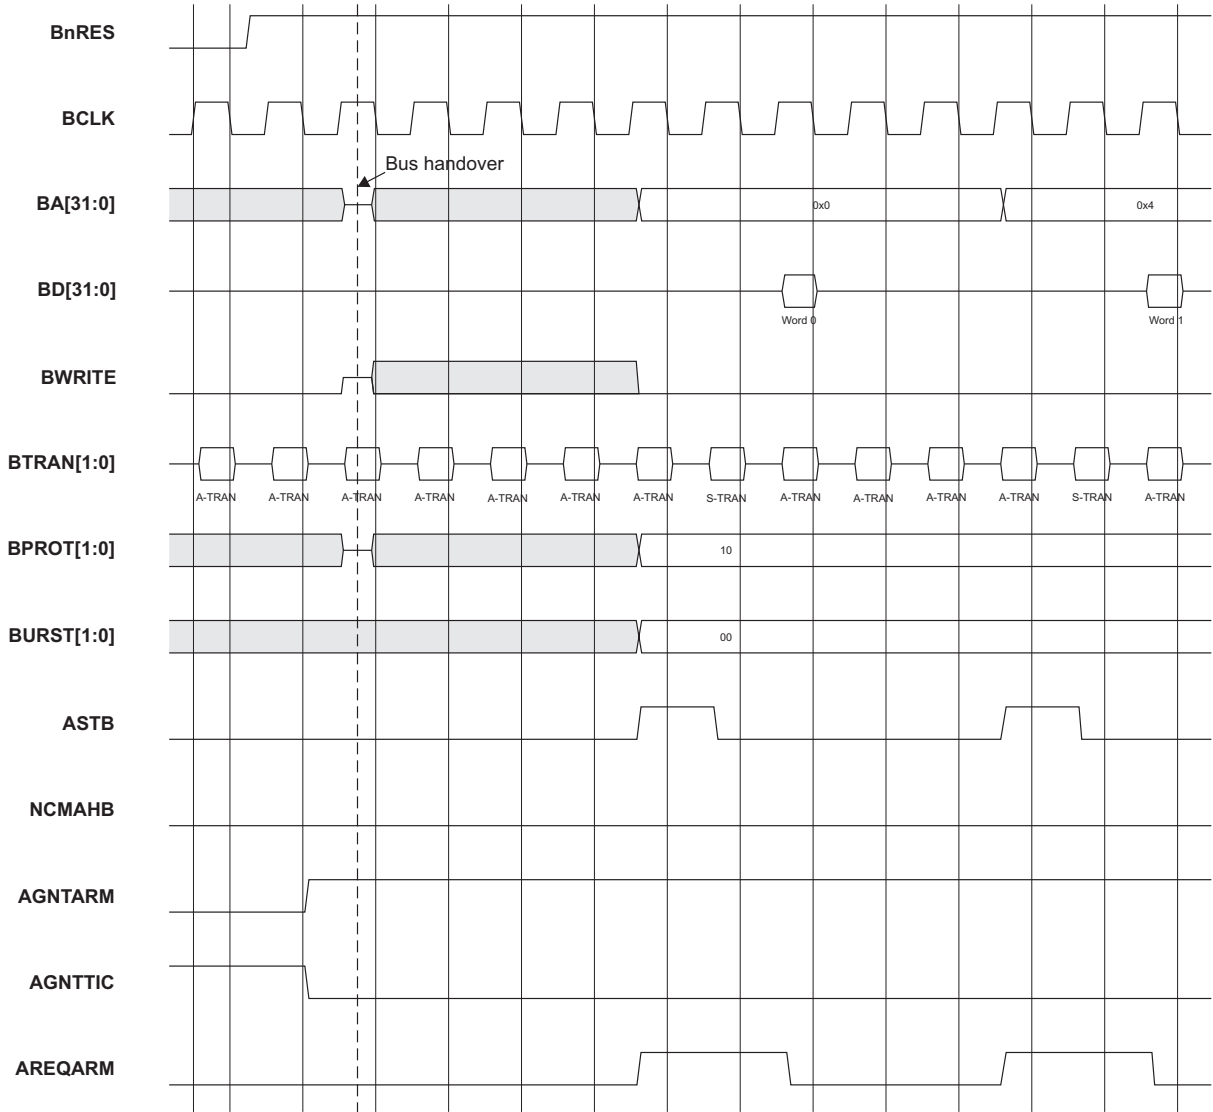 BnRES
BCLK
Bus handover
BA[31:0]
0x0
0x4
BD[31:0]
Word 0
Word 1
BWRITE
BTRAN[1:0]
A-TRAN A-TRAN A-TRAN A-TRAN A-TRAN A-TRAN A-TRAN S-TRAN A-TRAN A-TRAN A-TRAN A-TRAN S-TRAN A-TRAN
BPROT[1:0]
10
BURST[1:0]
00
ASTB
NCMAHB
AGNTARM
AGNTTIC
AREQARM